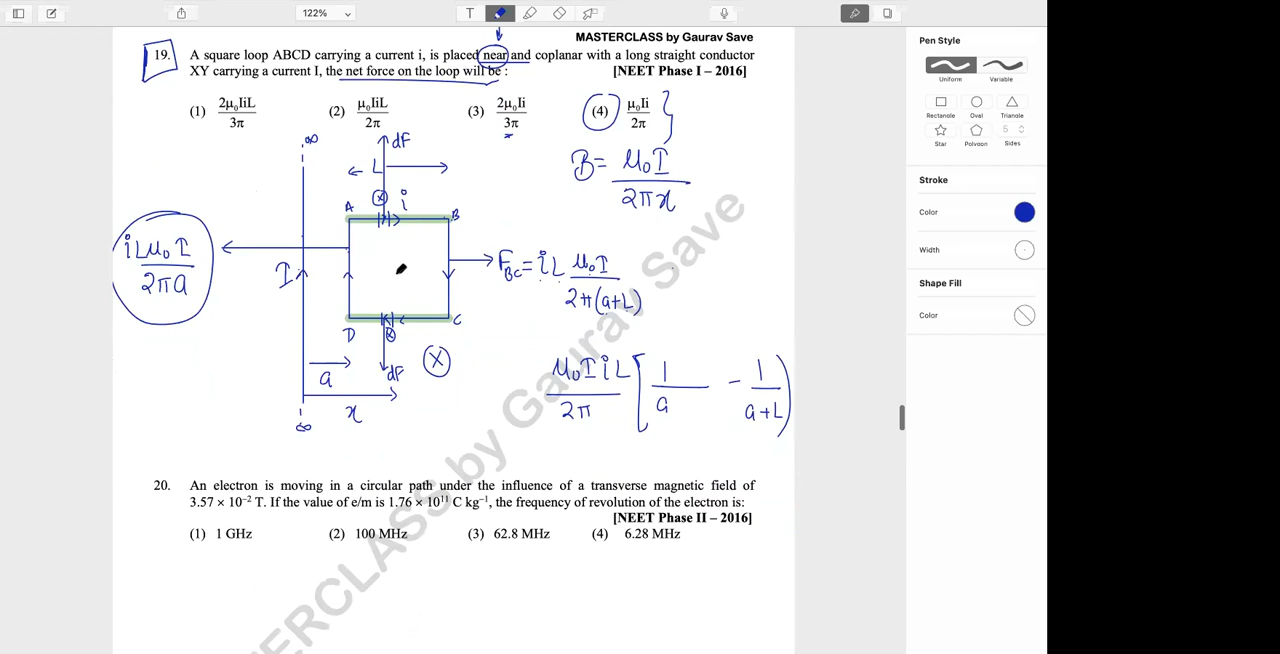 122%
T
MASTERCLASS by Gaurav Save
19. A square loop ABCD carrying a current i, is placed near and coplanar with a long straight conductor
XY carrying a current I, the net force on the loop will be :
[NEET Phase I – 2016]
(1) 2μ₀IiL/3π (2) μ₀IiL/2π (3) 2μ₀Ii/3π (4) μ₀Ii/2π
∞ dF
L
B = μ₀I/2πx
i
A B
iLμ₀I/2πa
I
F_BC = iL μ₀I/2π(a+L)
D C
a dF
x
∞
μ₀IiL/2π [1/a - 1/a+L)
20. An electron is moving in a circular path under the influence of a transverse magnetic field of
3.57 × 10⁻² T. If the value of e/m is 1.76 × 10¹¹ C kg⁻¹, the frequency of revolution of the electron is:
[NEET Phase II – 2016]
(1) 1 GHz (2) 100 MHz (3) 62.8 MHz (4) 6.28 MHz
MASTERCLASS by Gaurav Save
TERCLASS by Gaurav Save
Pen Style
Uniform Variable
Rectangle Oval Triangle
Star Polygon 5 Sides
Stroke
Color
Width
Shape Fill
Color